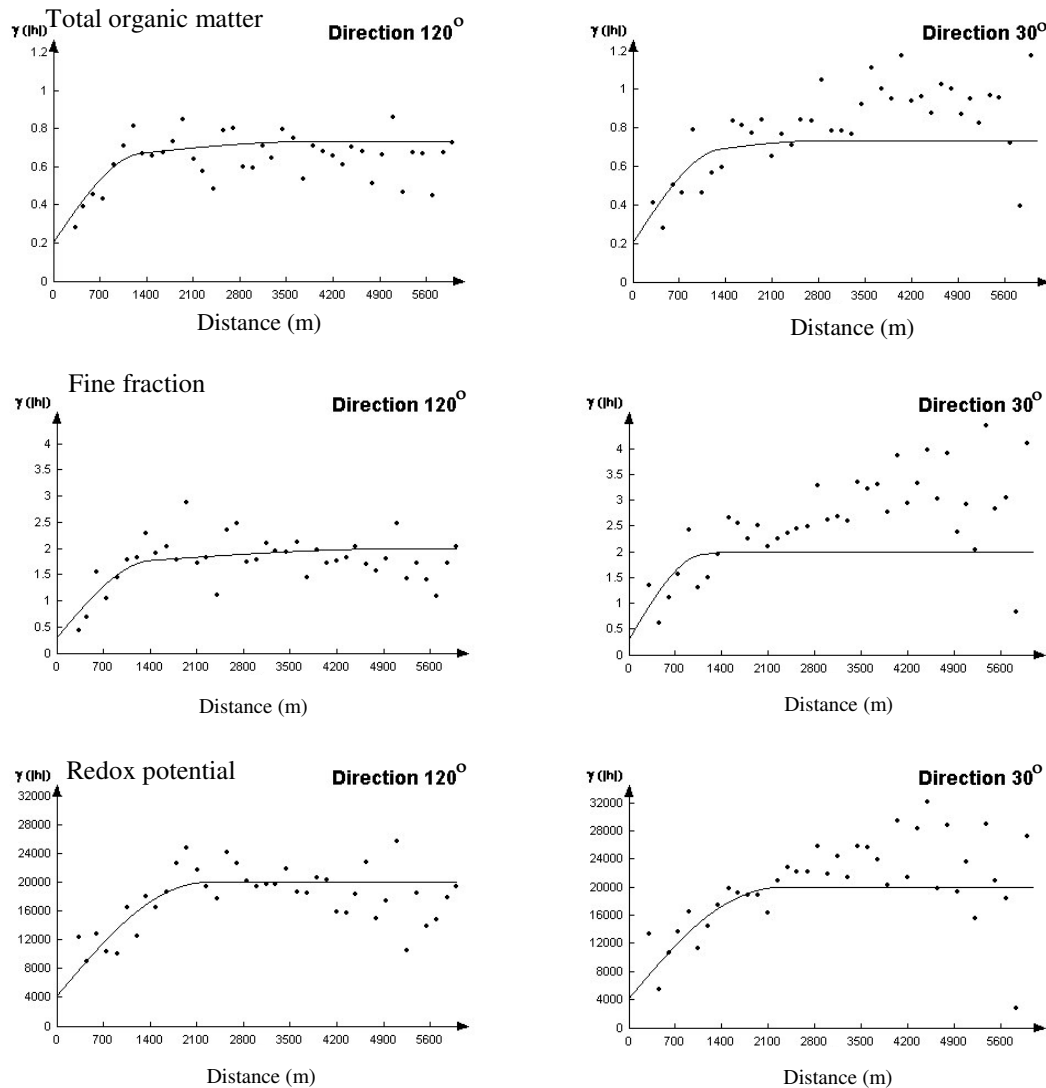 Total organic matter
γ (|h|)
Direction 120°
1.2
1
0.8
0.6
0.4
0.2
0
0 700 1400 2100 2800 3500 4200 4900 5600
Distance (m)
γ (|h|)
Direction 30°
1.2
1
0.8
0.6
0.4
0.2
0
0 700 1400 2100 2800 3500 4200 4900 5600
Distance (m)
Fine fraction
γ (|h|)
Direction 120°
4
3.5
3
2.5
2
1.5
1
0.5
0
0 700 1400 2100 2800 3500 4200 4900 5600
Distance (m)
γ (|h|)
Direction 30°
4
3.5
3
2.5
2
1.5
1
0.5
0
0 700 1400 2100 2800 3500 4200 4900 5600
Distance (m)
Redox potential
γ (|h|)
Direction 120°
32000
28000
24000
20000
16000
12000
8000
4000
0
0 700 1400 2100 2800 3500 4200 4900 5600
Distance (m)
γ (|h|)
Direction 30°
32000
28000
24000
20000
16000
12000
8000
4000
0
0 700 1400 2100 2800 3500 4200 4900 5600
Distance (m)